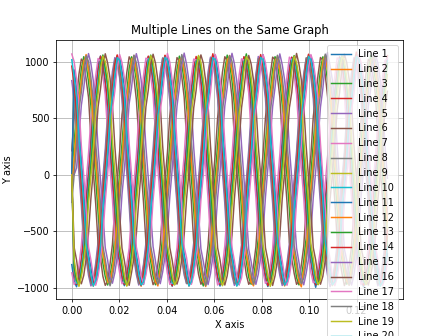 Multiple Lines on the Same Graph
1000
500
0
−500
−1000
Y axis
0.00 0.02 0.04 0.06 0.08 0.10
X axis
Line 1
Line 2
Line 3
Line 4
Line 5
Line 6
Line 7
Line 8
Line 9
Line 10
Line 11
Line 12
Line 13
Line 14
Line 15
Line 16
Line 17
Line 18
Line 19
Line 20